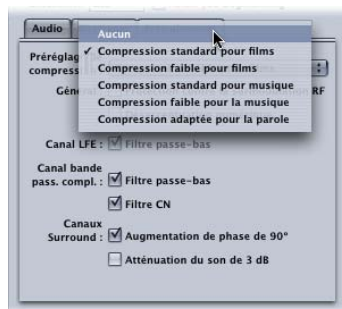 Audio
Aucun
Préréglag
compress
✓ Compression standard pour films
Compression faible pour films
Compression standard pour musique
Compression faible pour la musique
Compression adaptée pour la parole
Géné
RF
Canal LFE : Filtre passe-bas
Canal bande
pass. compl. : Filtre passe-bas
Filtre CN
Canaux
Surround : Augmentation de phase de 90°
Atténuation du son de 3 dB